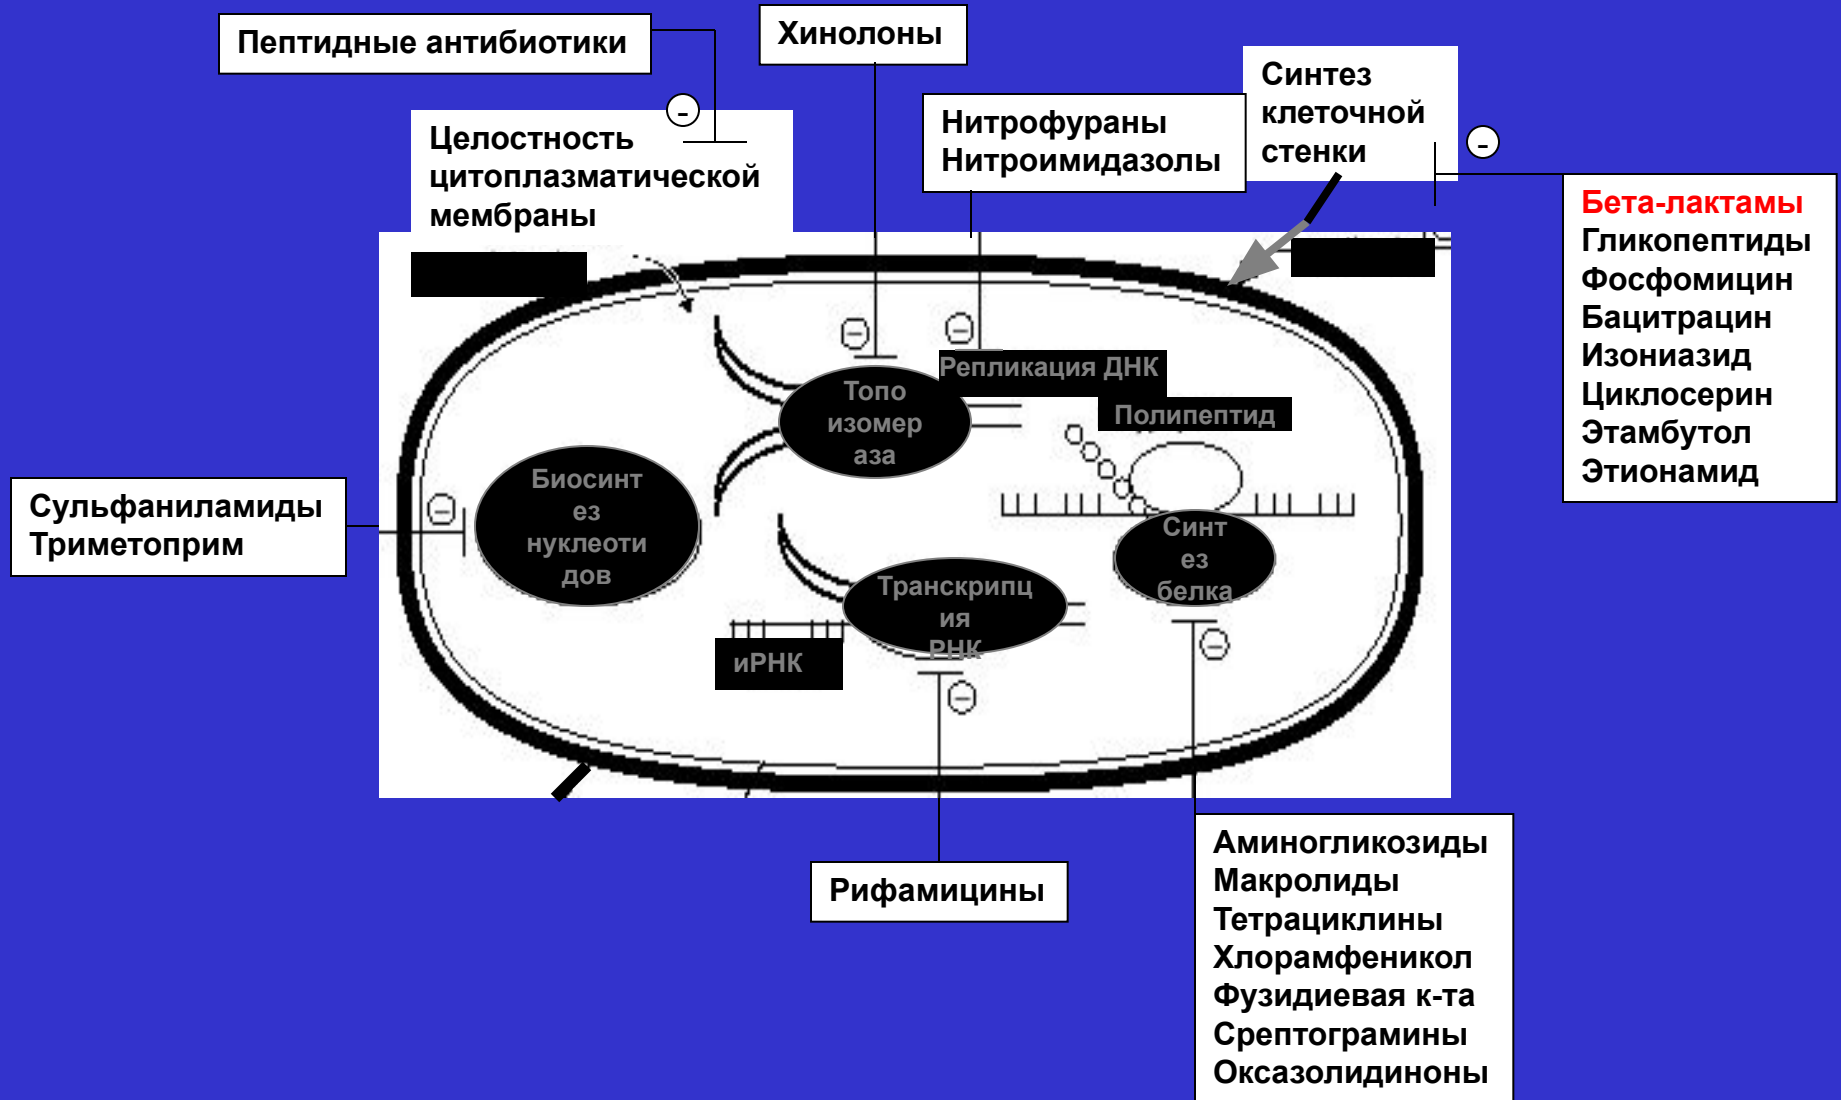 Пептидные антибиотики
Хинолоны
Синтез
клеточной
стенки
-
Целостность
цитоплазматической
мембраны
-
Нитрофураны
Нитроимидазолы
Бета-лактамы
Гликопептиды
Фосфомицин
Бацитрацин
Изониазид
Циклосерин
Этамбутол
Этионамид
Репликация ДНК
Топо
изомер
аза
Полипептид
Биосинт
ез
нуклеоти
дов
Сульфаниламиды
Триметоприм
Синт
ез
белка
Транскрипц
ия
РНК
иРНК
Рифамицины
Аминогликозиды
Макролиды
Тетрациклины
Хлорамфеникол
Фузидиевая к-та
Срептограмины
Оксазолидиноны